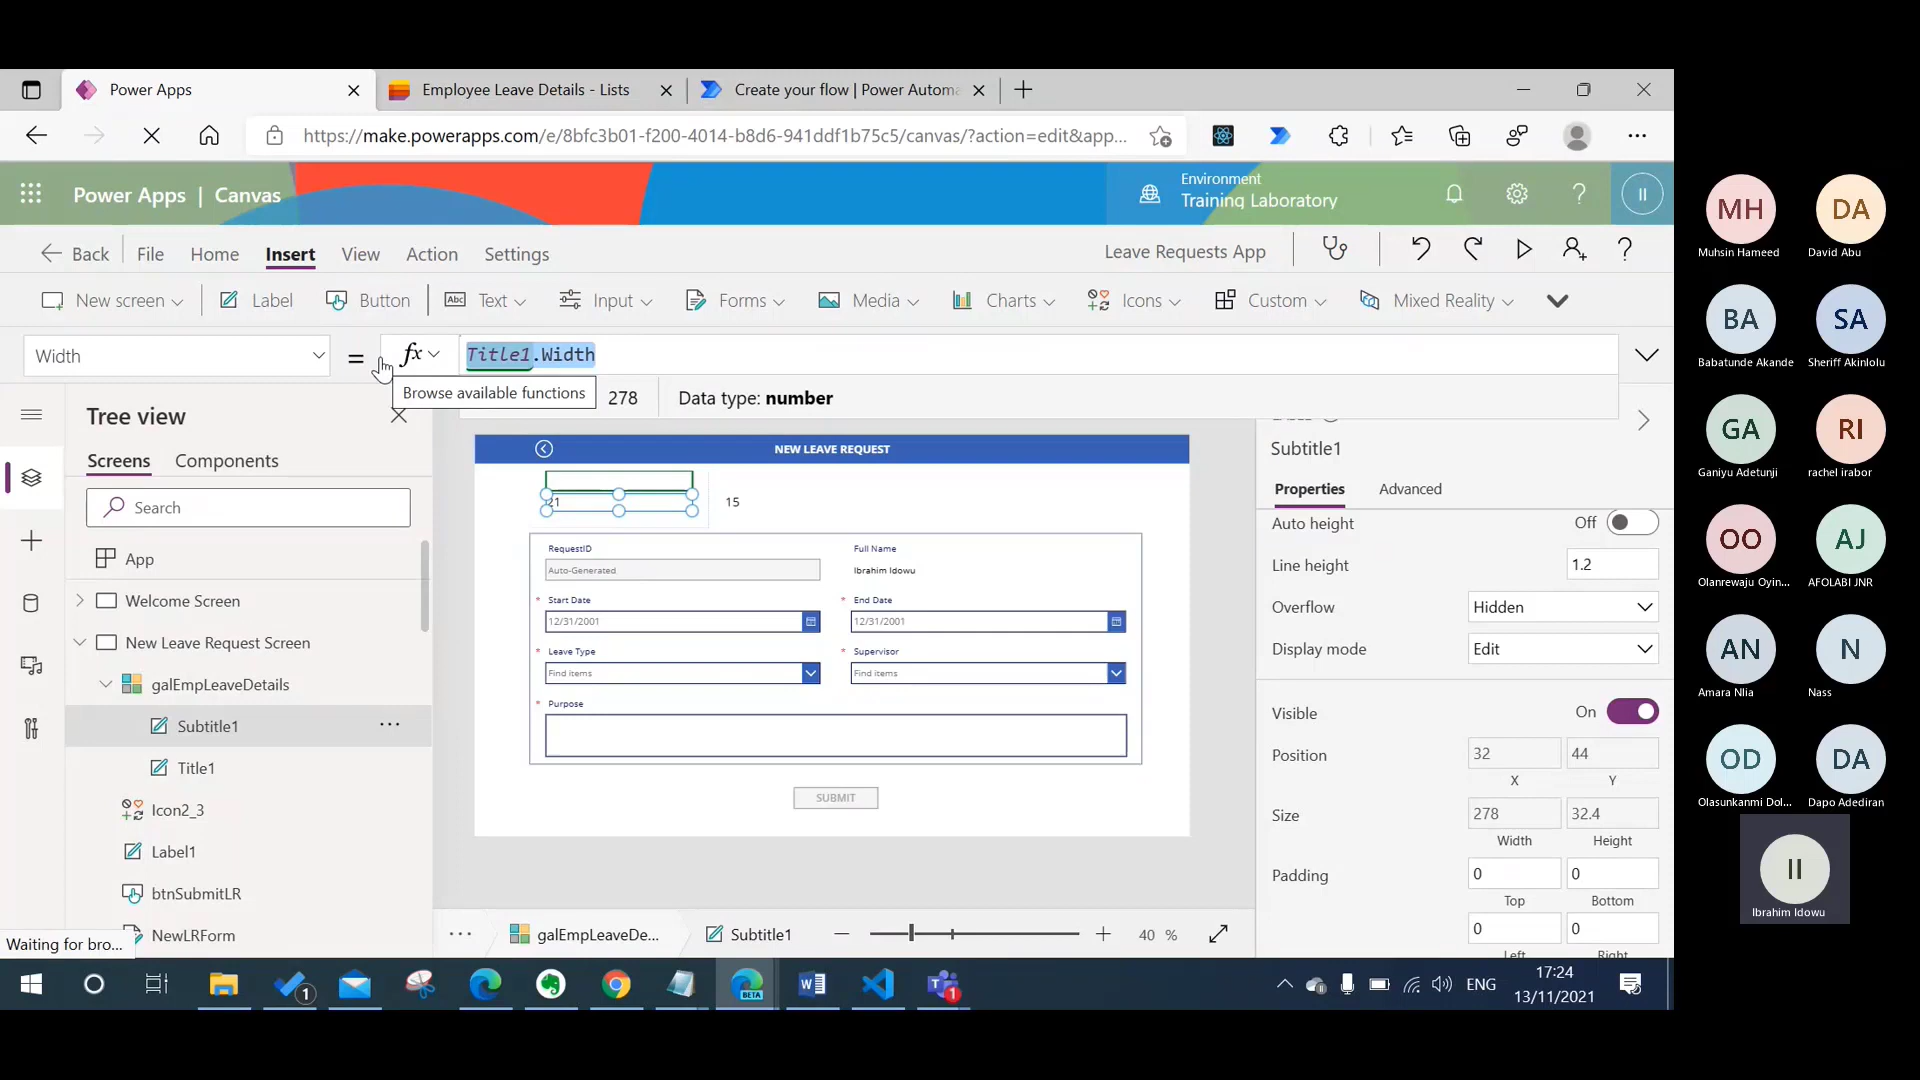 Power Apps
Employee Leave Details - Lists
Create your flow | Power Automa
https://make.powerapps.com/e/8bfc3b01-f200-4014-b8d6-941ddf1b75c5/canvas/?action=edit&app...
Power Apps | Canvas
Environment
Training Laboratory
II
Back
File
Home
Insert
View
Action
Settings
Leave Requests App
New screen
Label
Button
Abc Text
Input
Forms
Media
Charts
Icons
Custom
Mixed Reality
Width
=
fx
Title1.Width
Browse available functions
278
Data type: number
Tree view
Screens
Components
Search
App
Welcome Screen
New Leave Request Screen
galEmpLeaveDetails
Subtitle1
Title1
Icon2_3
Label1
btnSubmitLR
NewLRForm
Waiting for bro...
NEW LEAVE REQUEST
21
15
RequestID
Full Name
Auto-Generated
Ibrahim Idowu
* Start Date
* End Date
12/31/2001
12/31/2001
* Leave Type
* Supervisor
Find items
Find items
* Purpose
SUBMIT
galEmpLeaveDe...
Subtitle1
40 %
Subtitle1
Properties
Advanced
Auto height
Off
Line height
1.2
Overflow
Hidden
Display mode
Edit
Visible
On
Position
32
44
X
Y
Size
278
32.4
Width
Height
Padding
0
0
Top
Bottom
0
0
Left
Right
1
BETA
1
ENG
17:24
13/11/2021
MH
Muhsin Hameed
DA
David Abu
BA
Babatunde Akande
SA
Sheriff Akinlolu
GA
Ganiyu Adetunji
RI
rachel irabor
OO
Olanrewaju Oyin...
AJ
AFOLABI JNR
AN
Amara Nlia
N
Nass
OD
Olasunkanmi Dol...
DA
Dapo Adediran
II
Ibrahim Idowu